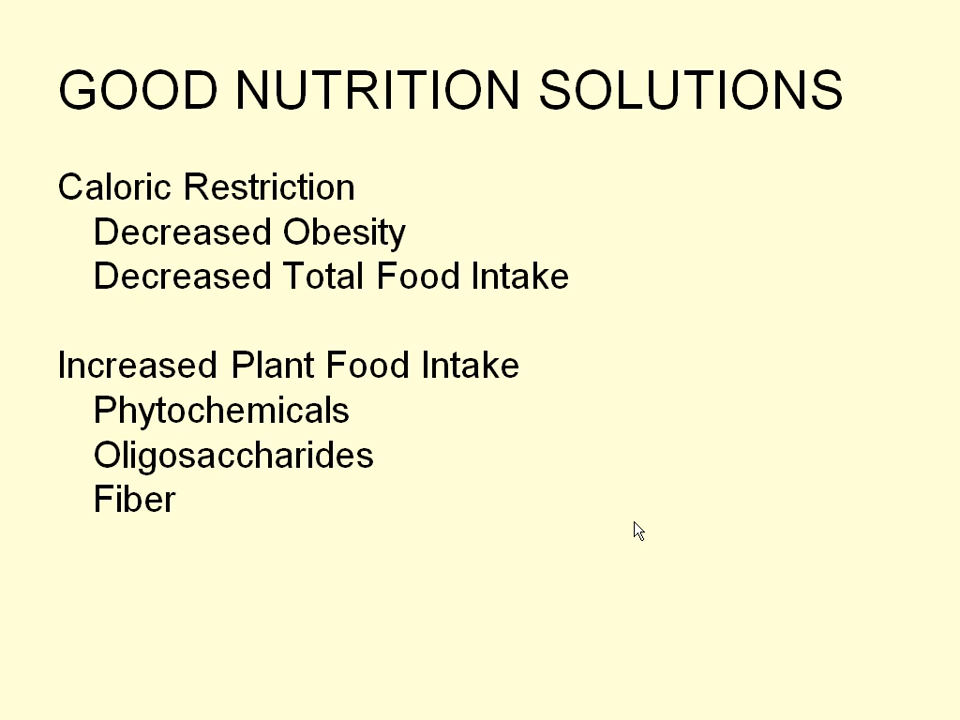 GOOD NUTRITION SOLUTIONS
Caloric Restriction
Decreased Obesity
Decreased Total Food Intake
Increased Plant Food Intake
Phytochemicals
Oligosaccharides
Fiber